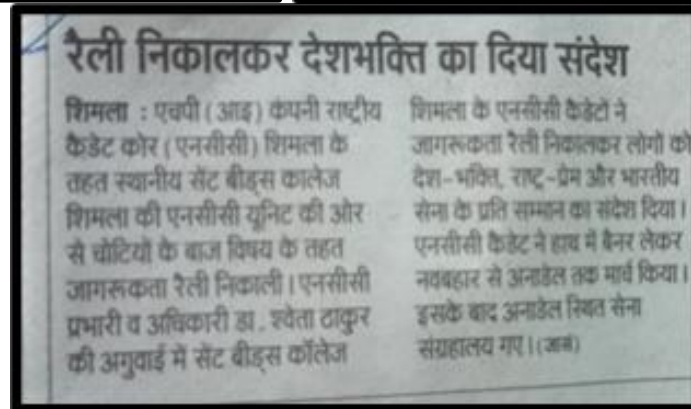 रैली निकालकर देशभक्ति का दिया संदेश
शिमला : एचपी (आइ) कंपनी राष्ट्रीय
कैडेट कोर (एनसीसी) शिमला के
तहत स्थानीय सेंट बीड्स कालेज
शिमला की एनसीसी यूनिट की ओर
से चोटियों के बाज विषय के तहत
जागरूकता रैली निकाली। एनसीसी
प्रभारी व अधिकारी डा. श्वेता ठाकुर
की अगुवाई में सेंट बीड्स कॉलेज
शिमला के एनसीसी कैडेटों ने
जागरूकता रैली निकालकर लोगों को
देश-भक्ति, राष्ट्र-प्रेम और भारतीय
सेना के प्रति सम्मान का संदेश दिया।
एनसीसी कैडेट ने हाथ में बैनर लेकर
नवबहार से अनाडेल तक मार्च किया।
इसके बाद अनाडेल स्थित सेना
संग्रहालय गए। (जासं)